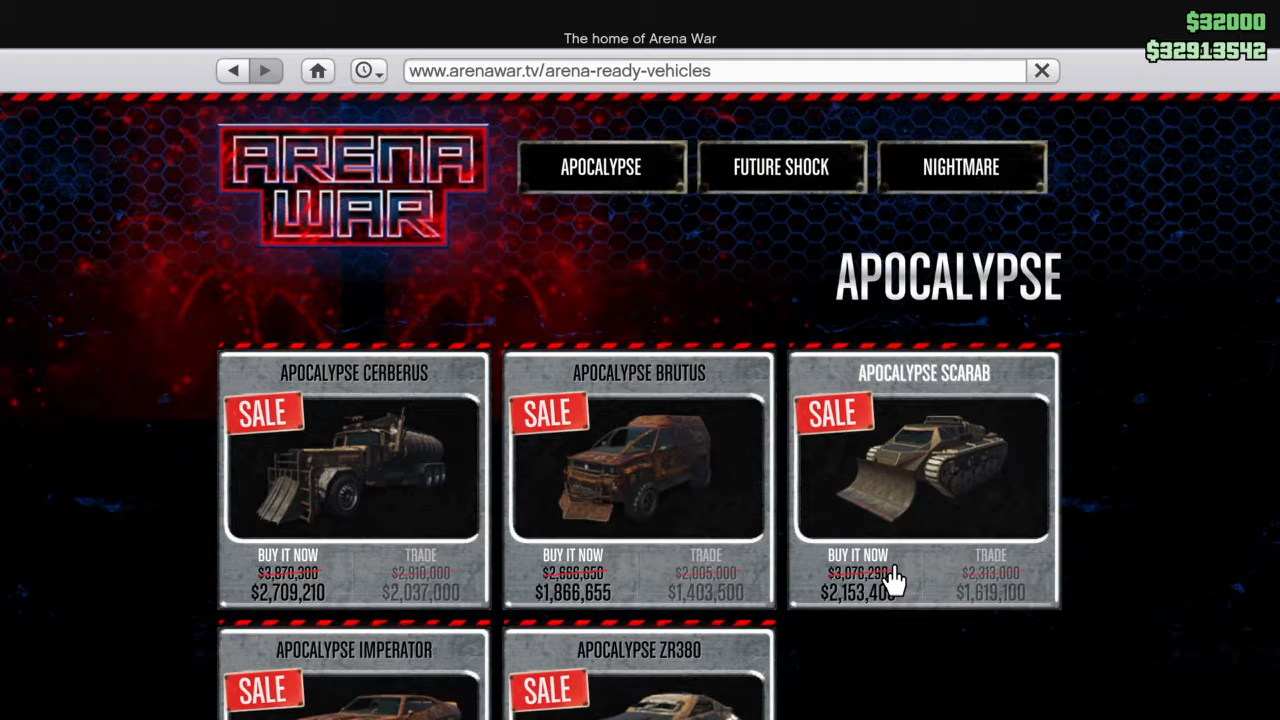 $32000
The home of Arena War
$32913542
www.arenawar.tv/arena-ready-vehicles
ARENA
WAR
APOCALYPSE
FUTURE SHOCK
NIGHTMARE
APOCALYPSE
APOCALYPSE CERBERUS
SALE
BUY IT NOW
TRADE
$3,870,300
$2,910,000
$2,709,210
$2,037,000
APOCALYPSE BRUTUS
SALE
BUY IT NOW
TRADE
$2,666,650
$2,005,000
$1,866,655
$1,403,500
APOCALYPSE SCARAB
SALE
BUY IT NOW
TRADE
$2,313,000
$1,619,100
APOCALYPSE IMPERATOR
SALE
APOCALYPSE ZR380
SALE